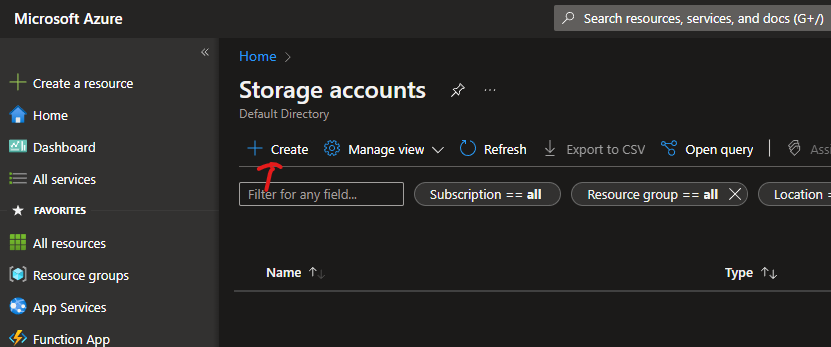 Microsoft Azure
Search resources, services, and docs (G+/)
Create a resource
Home
Dashboard
All services
FAVORITES
All resources
Resource groups
App Services
Function App
Home
Storage accounts
Default Directory
Create Manage view Refresh Export to CSV Open query Assi
Filter for any field... Subscription == all Resource group == all Location =
Name Type